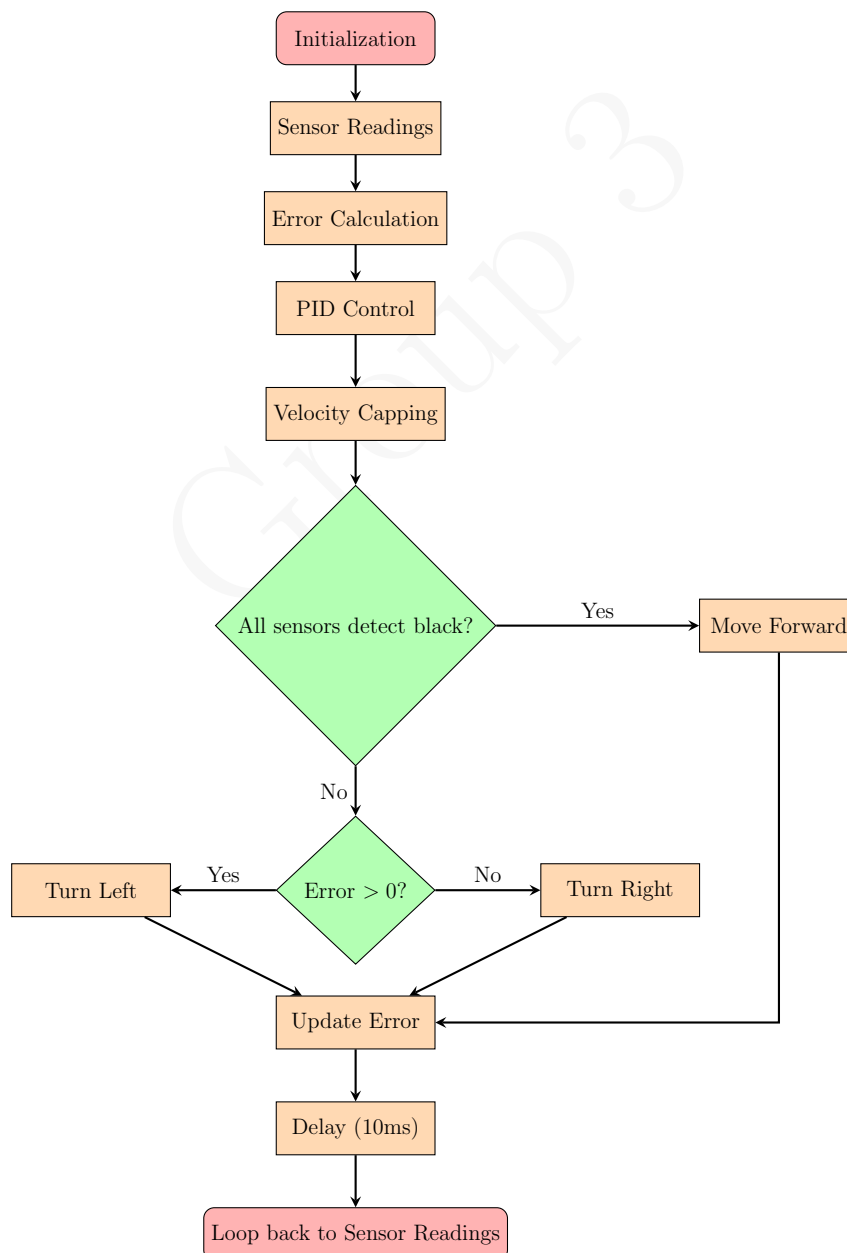 Initialization
Sensor Readings
Error Calculation
PID Control
Velocity Capping
All sensors detect black?
Yes
Move Forward
No
Turn Left
Yes
Error > 0?
No
Turn Right
Update Error
Delay (10ms)
Loop back to Sensor Readings
Group 3